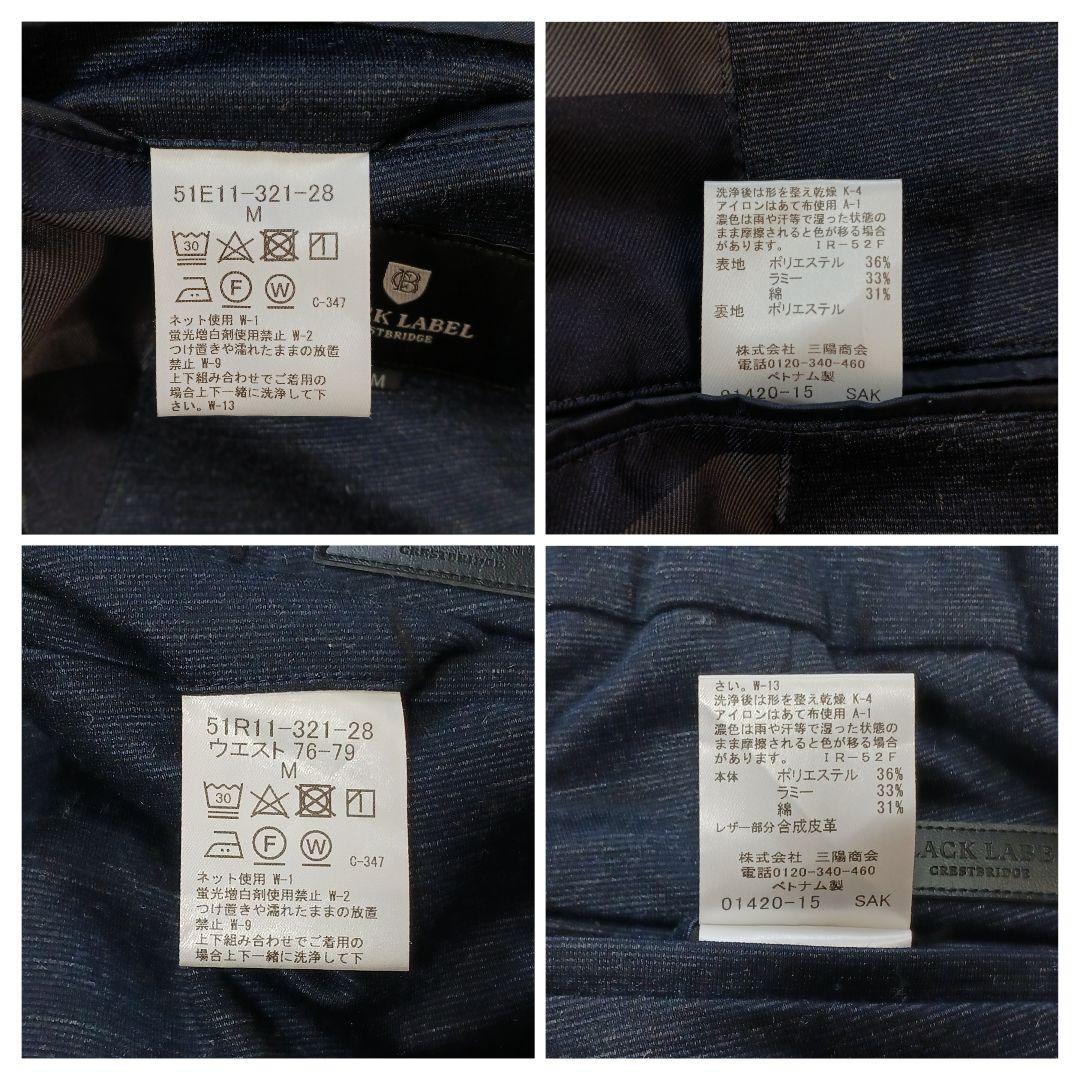 51E11-321-28
M
30
F W C-347
ネット使用 W-1
蛍光増白剤使用禁止 W-2
つけ置きや濡れたままの放置
禁止 W-9
上下組み合わせでご着用の
場合上下一緒に洗浄して下
さい。W-13
LABEL
M
洗浄後は形を整え乾燥 K-4
アイロンはあて布使用 A-1
濃色は雨や汗等で湿った状態の
まま摩擦されると色が移る場合
があります。 IR-52F
表地 ポリエステル 36%
ラミー 33%
綿 31%
裏地 ポリエステル
株式会社 三陽商会
電話0120-340-460
ベトナム製
01420-15 SAK
CRESTBRIDGE
51R11-321-28
ウエスト 76-79
M
30
F W C-347
ネット使用 W-1
蛍光増白剤使用禁止 W-2
つけ置きや濡れたままの放置
禁止 W-9
上下組み合わせでご着用の
場合上下一緒に洗浄して下
さい。W-13
洗浄後は形を整え乾燥 K-4
アイロンはあて布使用 A-1
濃色は雨や汗等で湿った状態の
まま摩擦されると色が移る場合
があります。 IR-52F
本体 ポリエステル 36%
ラミー 33%
綿 31%
レザー部分 合成皮革
株式会社 三陽商会
電話0120-340-460
ベトナム製
01420-15 SAK
LACK LABE
CRESTBRIDGE